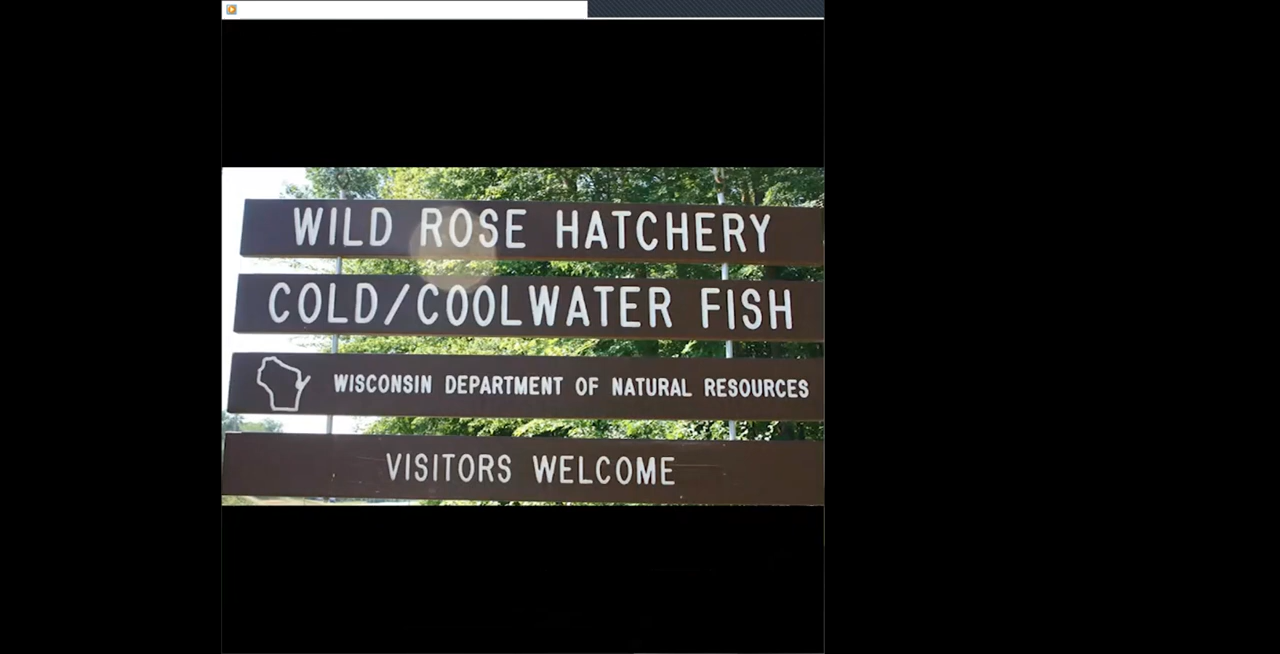 WILD ROSE HATCHERY
COLD/COOLWATER FISH
WISCONSIN DEPARTMENT OF NATURAL RESOURCES
VISITORS WELCOME